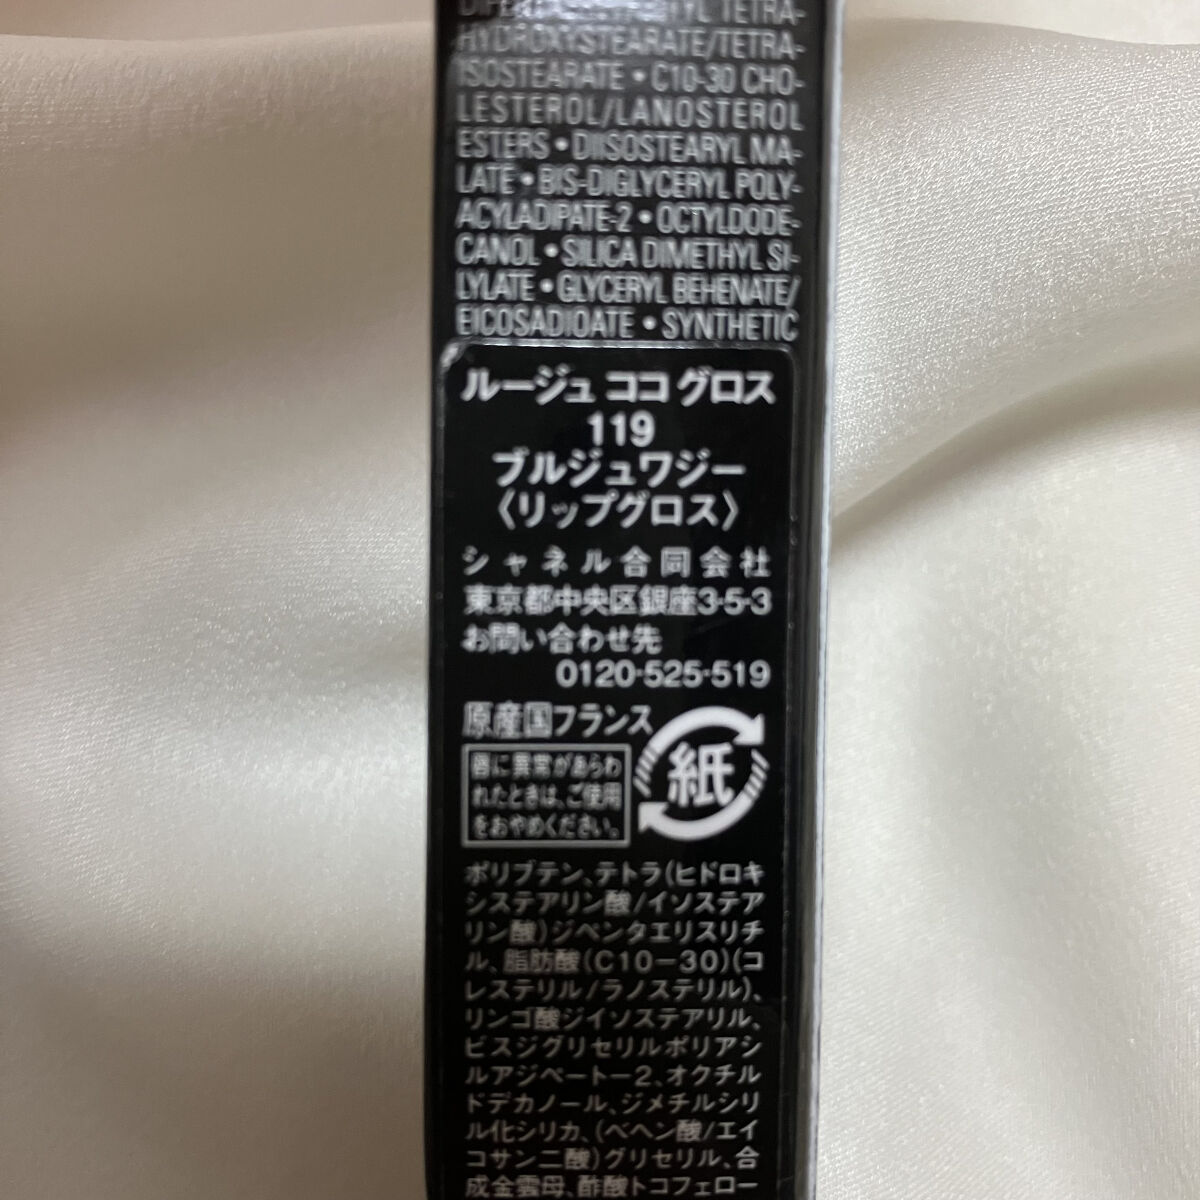 DIPENTAERYTHRITYL TETRA-
HYDROXYSTEARATE/TETRA-
ISOSTEARATE • C10-30 CHO-
LESTEROL/LANOSTEROL
ESTERS • DIISOSTEARYL MA-
LATE • BIS-DIGLYCERYL POLY-
ACYLADIPATE-2 • OCTYLDODE-
CANOL • SILICA DIMETHYL SI-
LYLATE • GLYCERYL BEHENATE/
EICOSADIOATE • SYNTHETIC
ルージュ ココ グロス
119
ブルジュワジー
〈リップグロス〉
シャネル合同会社
東京都中央区銀座3-5-3
お問い合わせ先
0120-525-519
原産国フランス
紙
唇に異常があらわ
れたときは、ご使用
をおやめください。
ポリブテン、テトラ(ヒドロキ
システアリン酸/イソステア
リン酸)ジペンタエリスリチ
ル、脂肪酸(C10-30)(コ
レステリル/ラノステリル)、
リンゴ酸ジイソステアリル、
ビスジグリセリルポリアシ
ルアジペート-2、オクチル
ドデカノール、ジメチルシリ
ル化シリカ、(ベヘン酸/エイ
コサン二酸)グリセリル、合
成金雲母、酢酸トコフェロー